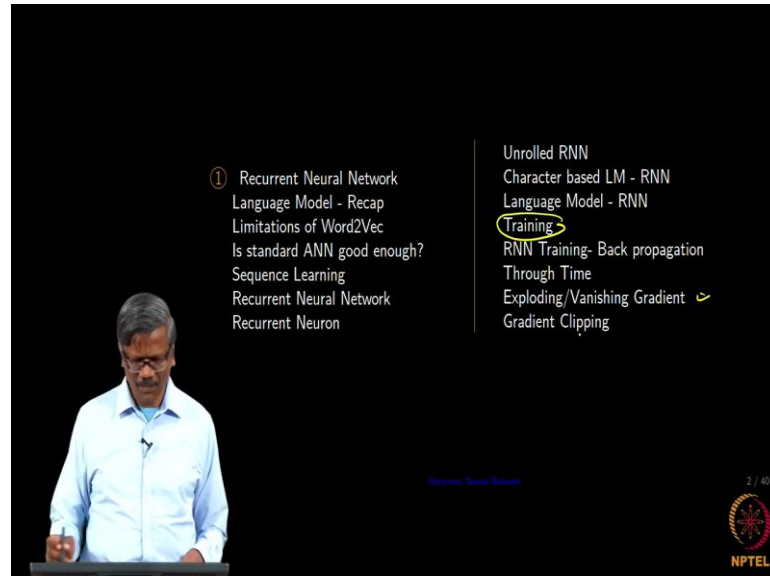 1 Recurrent Neural Network
Language Model - Recap
Limitations of Word2Vec
Is standard ANN good enough?
Sequence Learning
Recurrent Neural Network
Recurrent Neuron
Unrolled RNN
Character based LM - RNN
Language Model - RNN
Training
RNN Training- Back propagation
Through Time
Exploding/Vanishing Gradient
Gradient Clipping
Recurrent Neural Network
2 / 40
NPTEL